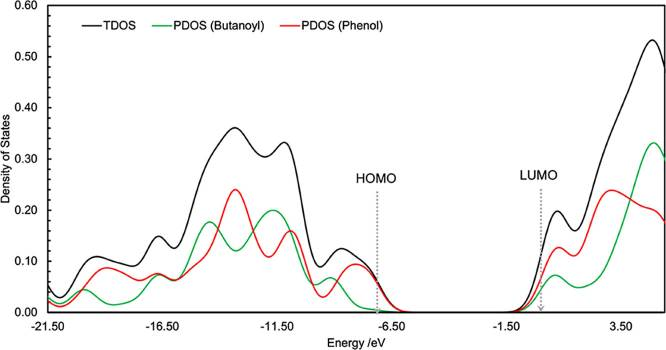 0.60
TDOS PDOS (Butanoyl) PDOS (Phenol)
0.50
0.40
0.30
Density of States
HOMO LUMO
0.20
0.10
0.00
-21.50 -16.50 -11.50 -6.50 -1.50 3.50
Energy /eV